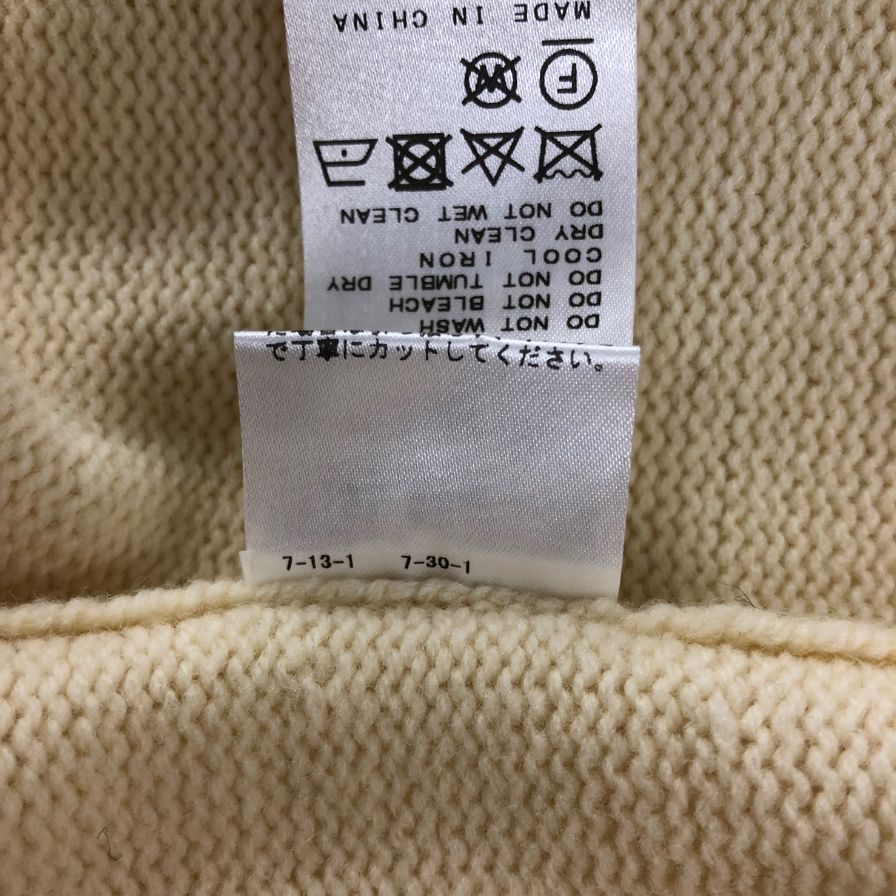 DO NOT WASH
DO NOT BLEACH
DO NOT TUMBLE DRY
COOL IRON
DRY CLEAN
DO NOT WET CLEAN
F W
MADE IN CHINA
で丁寧にカットしてください。
7-13-1 7-30-1